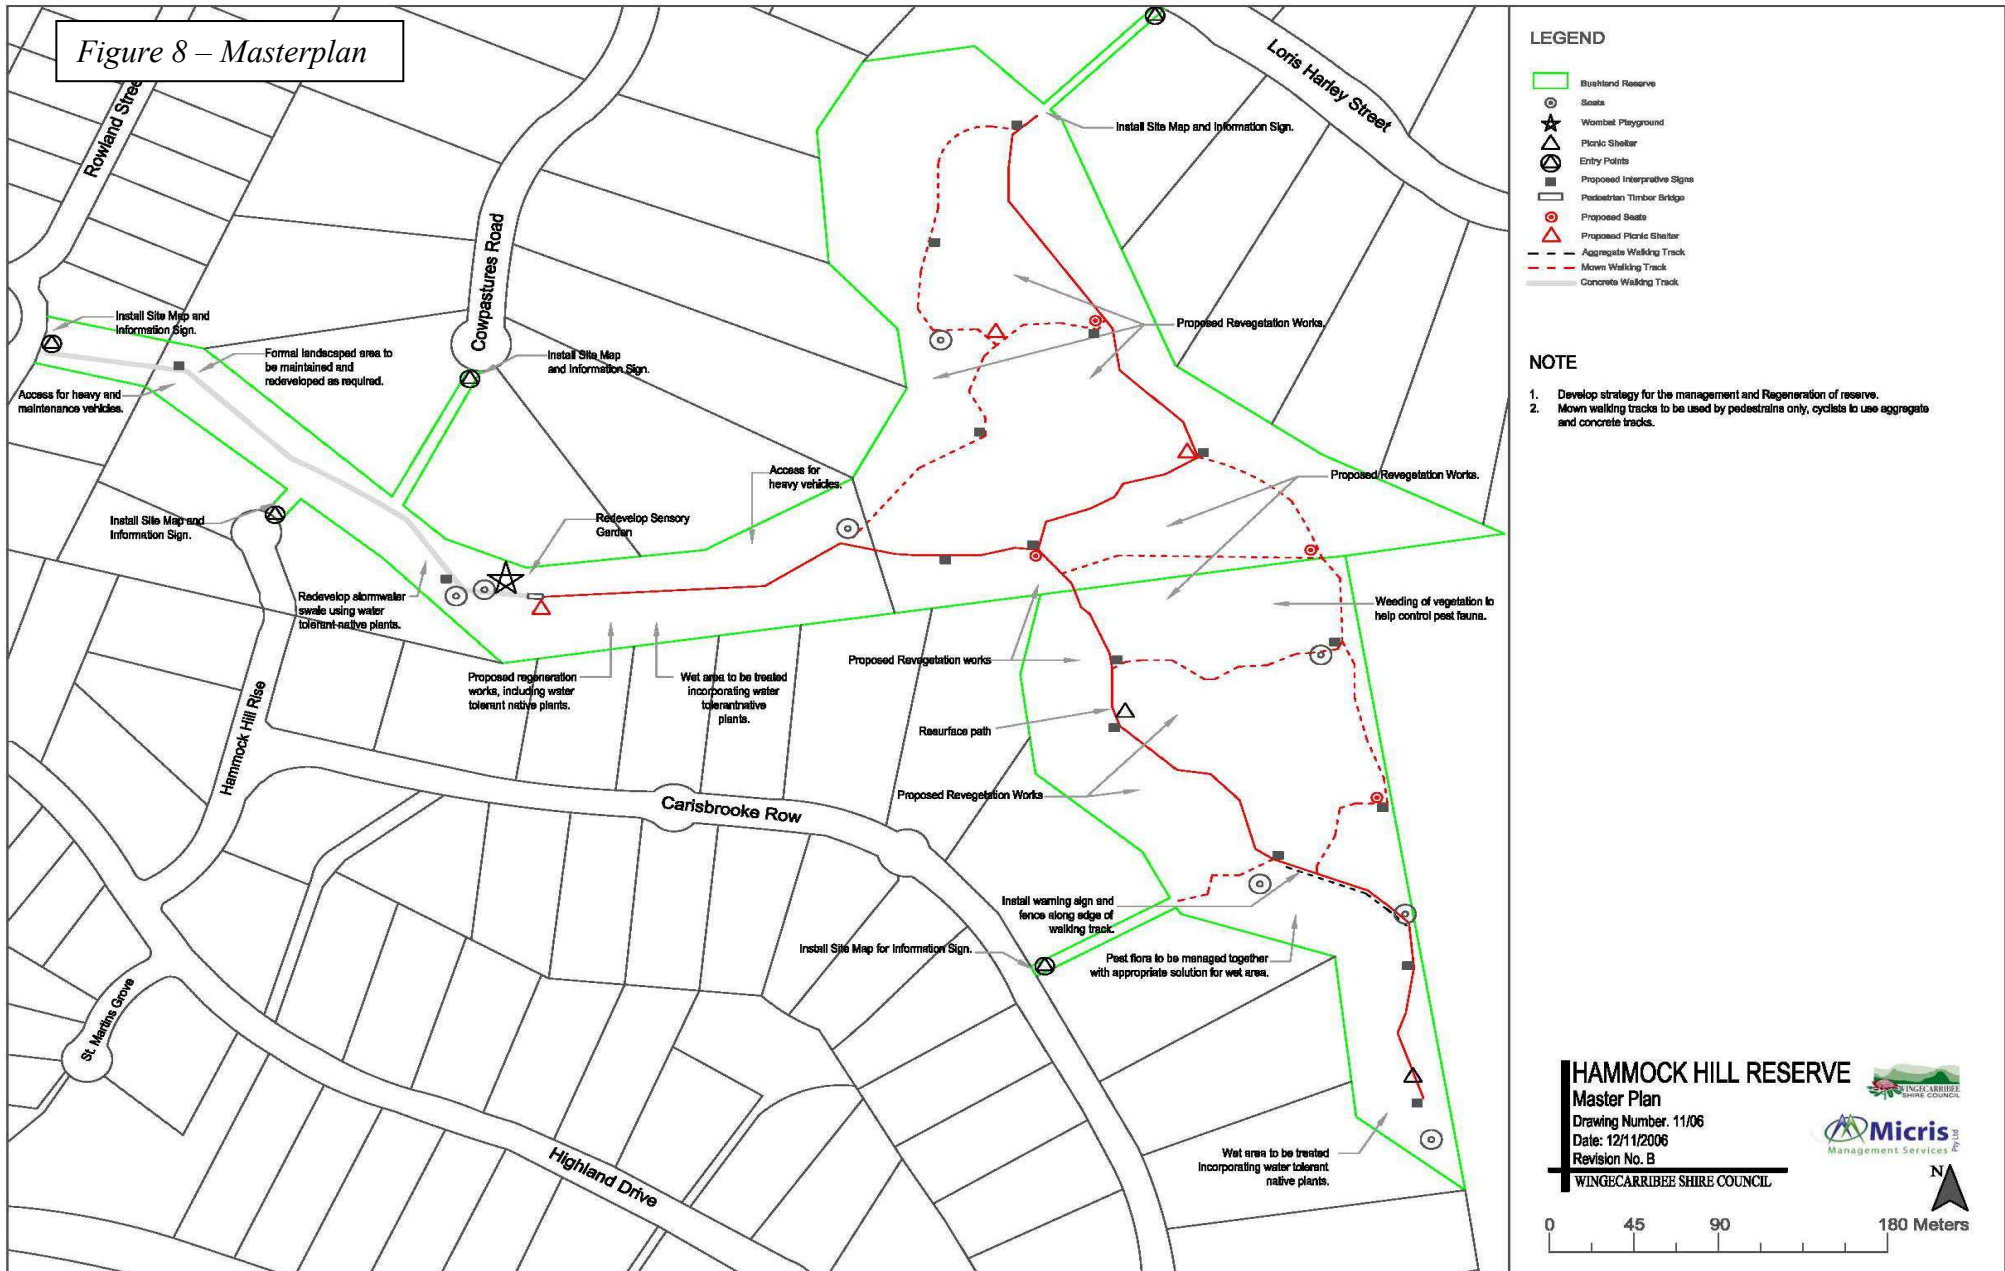 Figure 8 – Masterplan
Rowland Street
Cowpastures Road
Loris Harley Street
Install Site Map and Information Sign.
Install Site Map and
Information Sign.
Formal landscaped area to
be maintained and
redeveloped as required.
Access for heavy and
maintenance vehicles.
Install Site Map
and Information Sign.
Proposed Revegetation Works.
Access for
heavy vehicles.
Proposed Revegetation Works.
Install Site Map and
Information Sign.
Redevelop Sensory
Garden
Redevelop stormwater
swale using water
tolerant native plants.
Weeding of vegetation to
help control pest fauna.
Proposed Revegetation works
Proposed regeneration
works, including water
tolerant native plants.
Wet area to be treated
incorporating water
tolerantnative
plants.
Resurface path
Hammock Hill Rise
Carisbrooke Row
Proposed Revegetation Works
Install warning sign and
fence along edge of
walking track.
Install Site Map for Information Sign.
Pest flora to be managed together
with appropriate solution for wet area.
St. Martins Grove
Highland Drive
Wet area to be treated
Incorporating water tolerant
native plants.
LEGEND
Bushland Reserve
Seats
Wombat Playground
Picnic Shelter
Entry Points
Proposed Interprative Signs
Pedestrian Timber Bridge
Proposed Seats
Proposed Picnic Shelter
Aggregate Walking Track
Mown Walking Track
Concrete Walking Track
NOTE
1. Develop strategy for the management and Regeneration of reserve.
2. Mown walking tracks to be used by pedestrains only, cyclists to use aggregate
and concrete tracks.
HAMMOCK HILL RESERVE
Master Plan
Drawing Number. 11/06
Date: 12/11/2006
Revision No. B
WINGECARRIBEE SHIRE COUNCIL
WINGECARRIBEE
SHIRE COUNCIL
Micris Pty Ltd
Management Services
N
0 45 90 180 Meters